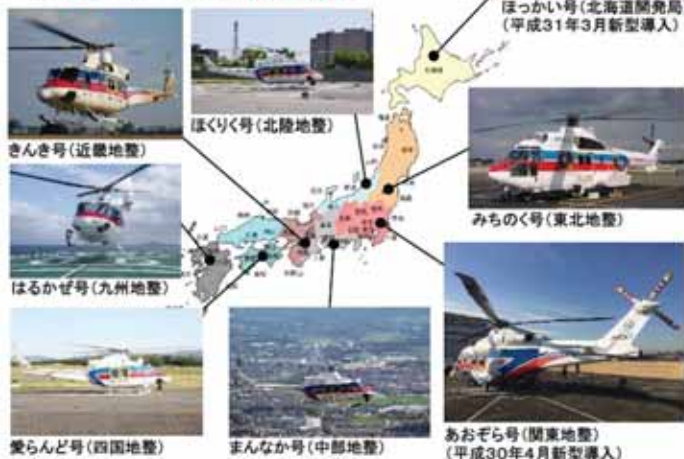 ほっかい号(北海道開発局)
(平成31年3月新型導入)
きんき号(近畿地整)
ほくりく号(北陸地整)
みちのく号(東北地整)
はるかぜ号(九州地整)
愛らんど号(四国地整)
まんなか号(中部地整)
あおぞら号(関東地整)
(平成30年4月新型導入)